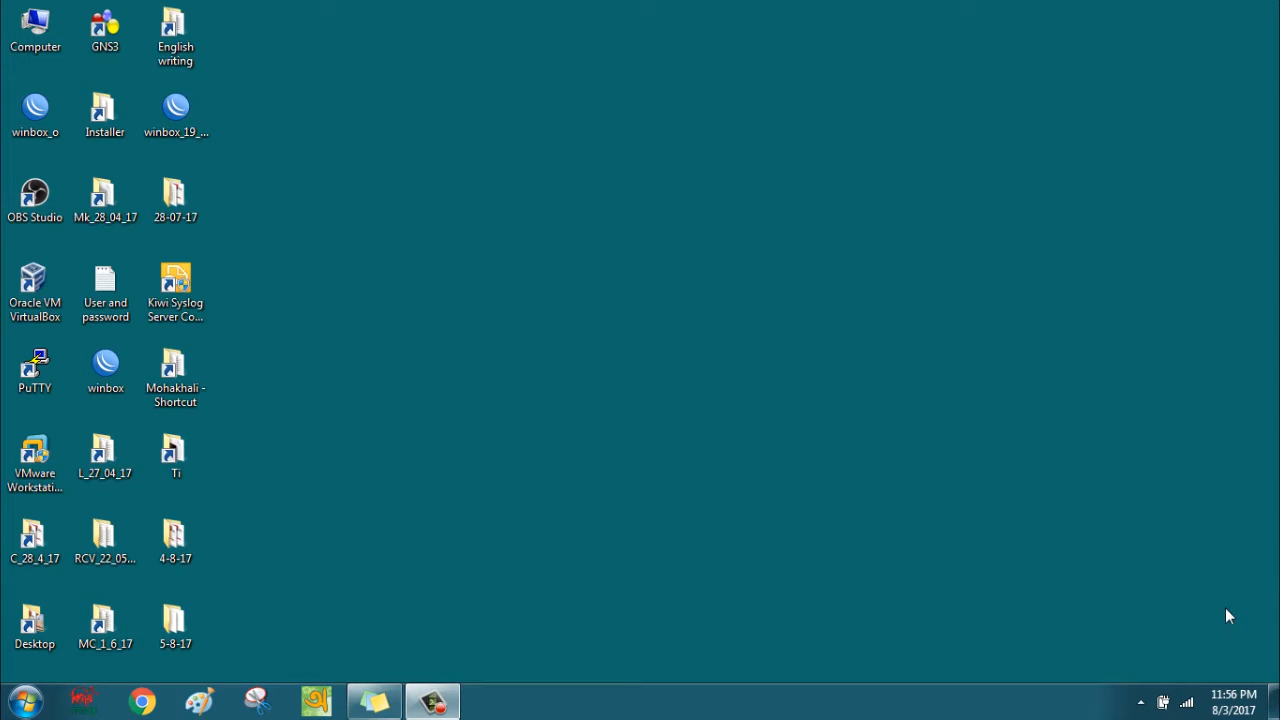 Computer
GNS3
English
writing
winbox_o
Installer
winbox_19_...
OBS Studio
Mk_28_04_17
28-07-17
Oracle VM
VirtualBox
User and
password
Kiwi Syslog
Server Co...
PuTTY
winbox
Mohakhali -
Shortcut
VMware
Workstati...
L_27_04_17
Ti
C_28_4_17
RCV_22_05...
4-8-17
Desktop
MC_1_6_17
5-8-17
অ
11:56 PM
8/3/2017